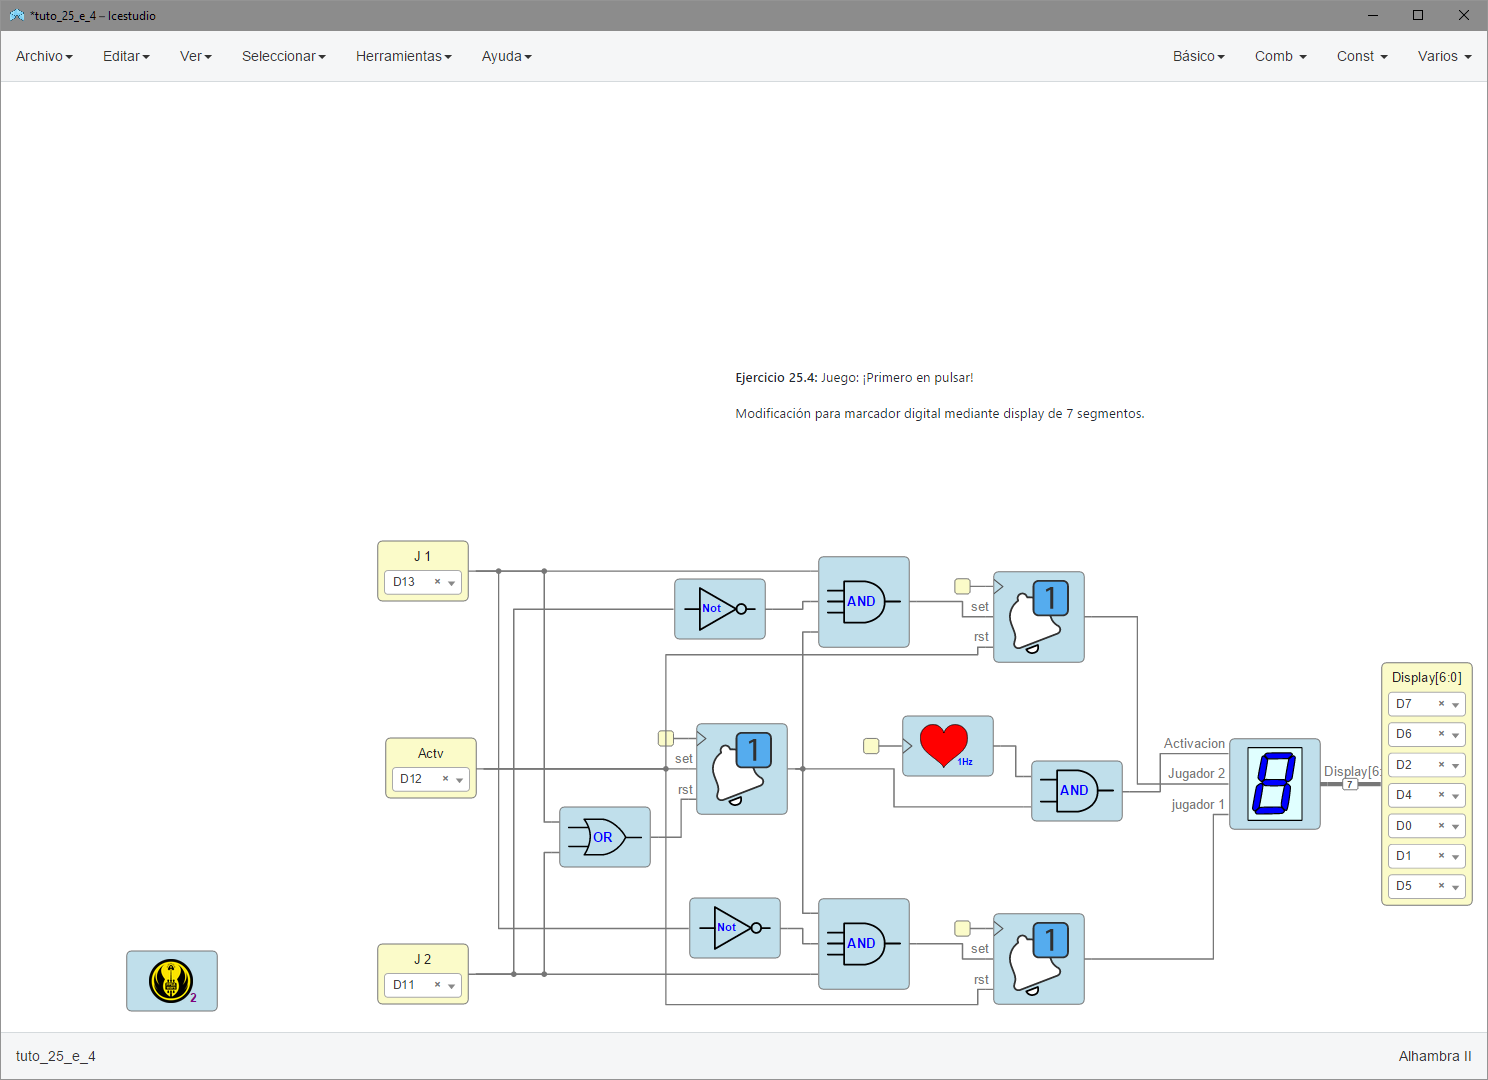 *tuto_25_e_4 – Icestudio
Archivo Editar Ver Seleccionar Herramientas Ayuda Básico Comb Const Varios
Ejercicio 25.4: Juego: ¡Primero en pulsar!
Modificación para marcador digital mediante display de 7 segmentos.
J 1
D13
Not
AND
set
rst
1
Actv
D12
set
rst
1
OR
1Hz
AND
Activacion
Jugador 2
jugador 1
8
Display[6:
7
Display[6:0]
D7
D6
D2
D4
D0
D1
D5
J 2
D11
Not
AND
set
rst
1
2
tuto_25_e_4
Alhambra II